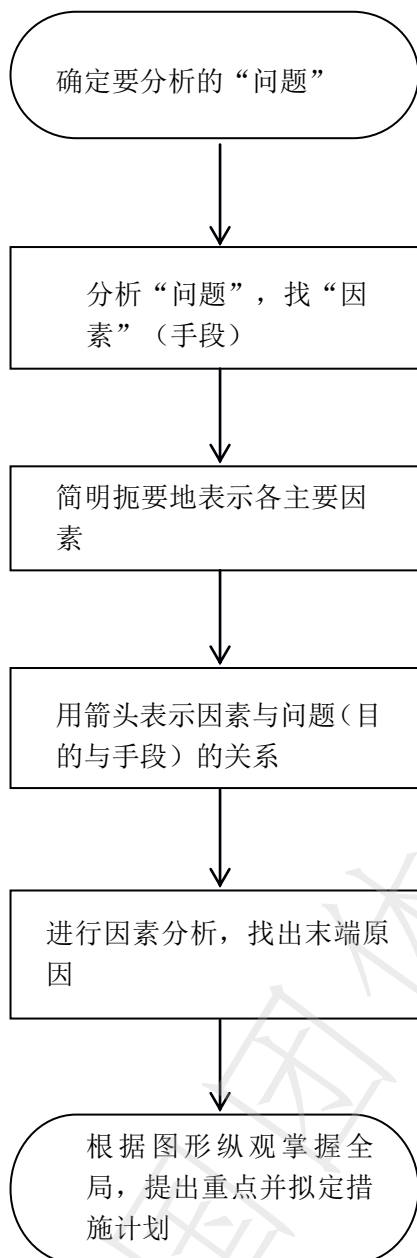 确定要分析的“问题”
分析“问题”，找“因
素”（手段）
简明扼要地表示各主要因
素
用箭头表示因素与问题（目
的与手段）的关系
进行因素分析，找出末端原
因
根据图形纵观掌握全
局，提出重点并拟定措
施计划